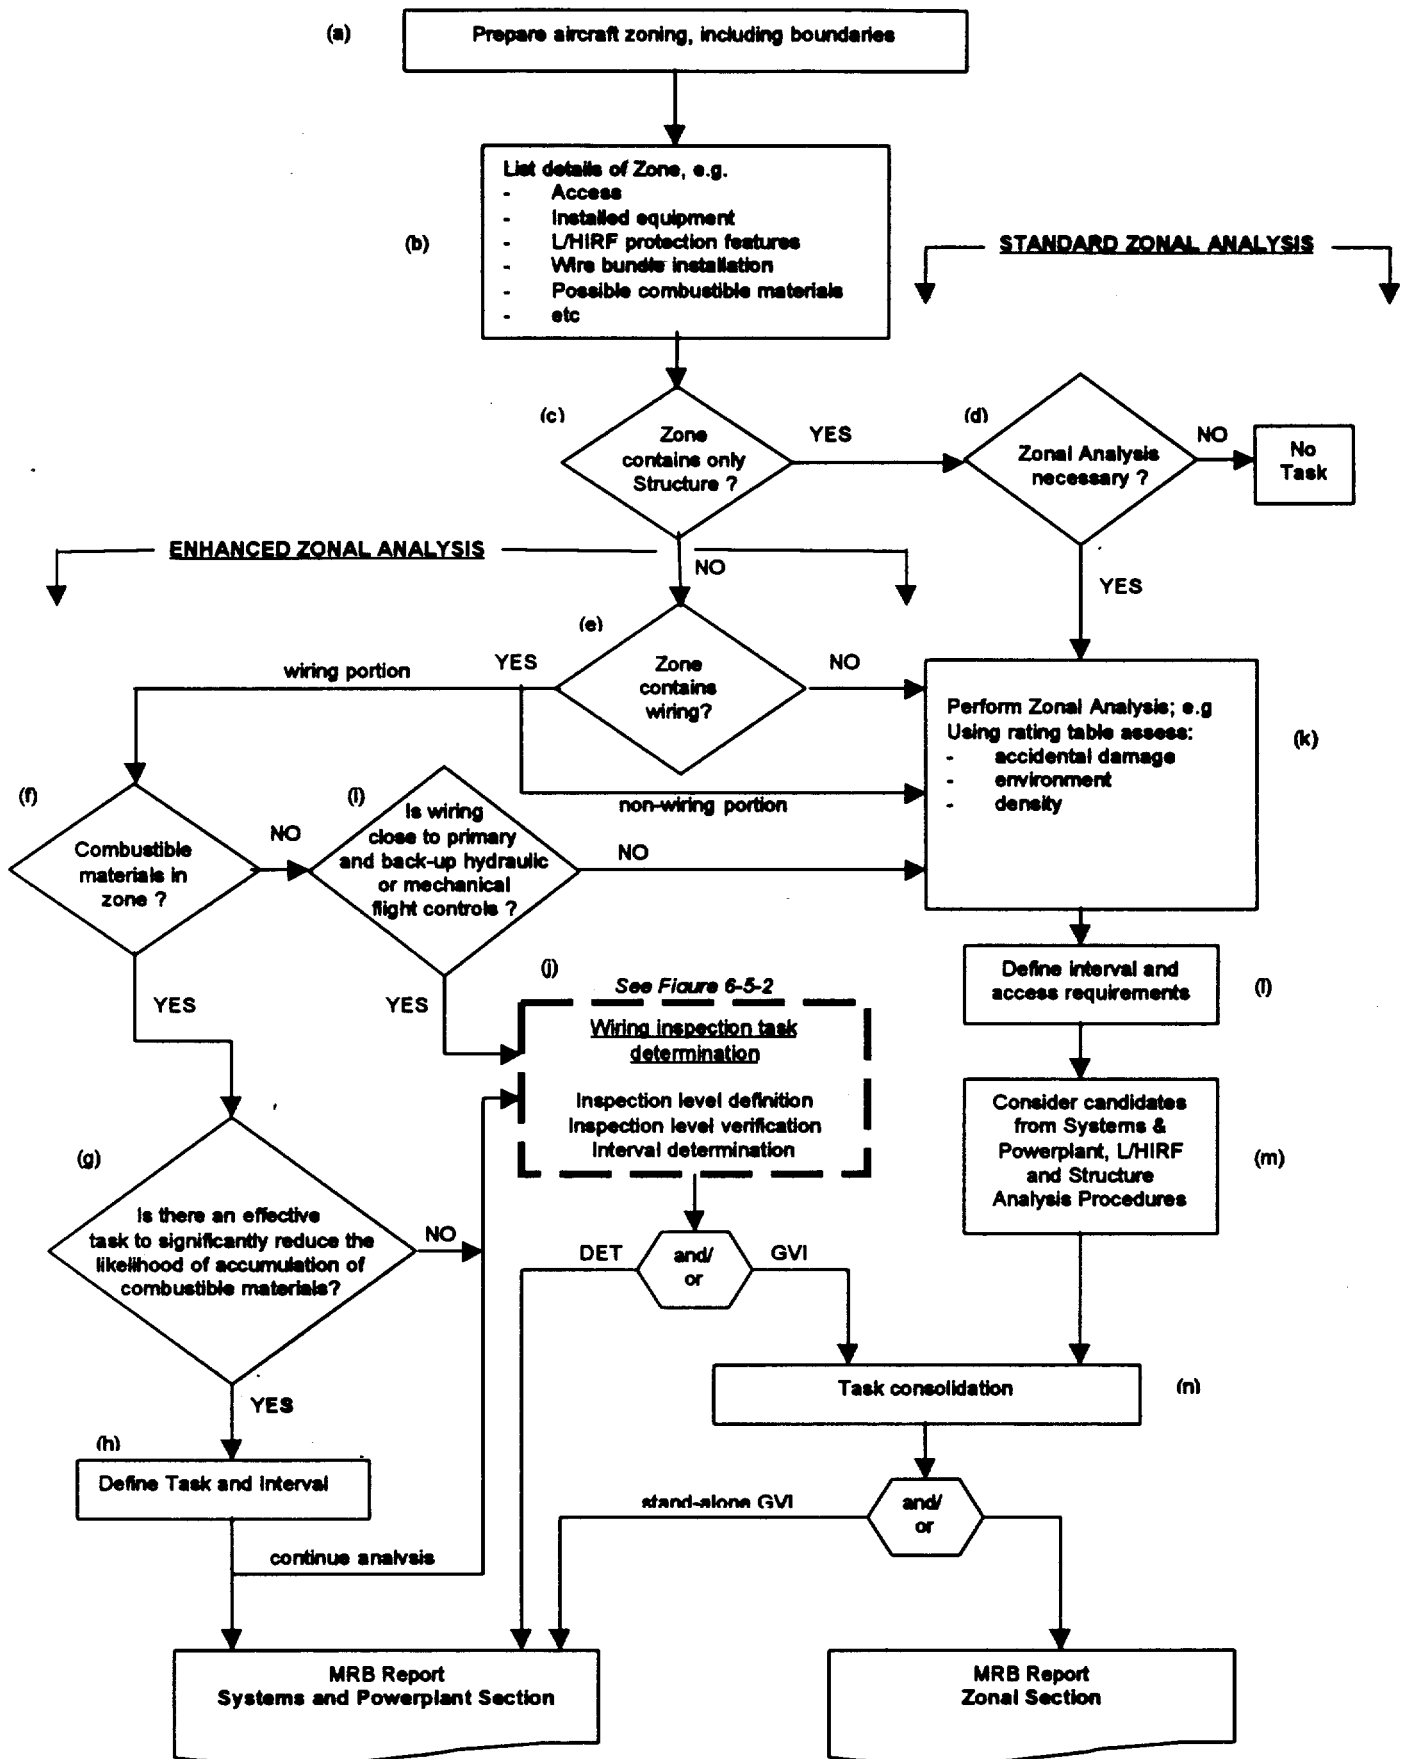 (a)
Prepare aircraft zoning, including boundaries
List details of Zone, e.g.
- Access
- Installed equipment
(b)
- L/HIRF protection features
- Wire bundle installation
- Possible combustible materials
- etc
STANDARD ZONAL ANALYSIS
(c)
Zone
contains only
Structure ?
YES
(d)
Zonal Analysis
necessary ?
NO
No
Task
ENHANCED ZONAL ANALYSIS
NO
YES
(e)
Zone
contains
wiring?
YES
wiring portion
NO
non-wiring portion
Perform Zonal Analysis; e.g
Using rating table assess:
- accidental damage
- environment
- density
(k)
(f)
Combustible
materials in
zone ?
NO
(i)
Is wiring
close to primary
and back-up hydraulic
or mechanical
flight controls ?
NO
YES
YES
(j)
See Figure 6-5-2
Wiring inspection task
determination
Inspection level definition
Inspection level verification
Interval determination
Define interval and
access requirements
(l)
Consider candidates
from Systems &
Powerplant, L/HIRF
and Structure
Analysis Procedures
(m)
(g)
Is there an effective
task to significantly reduce the
likelihood of accumulation of
combustible materials?
NO
DET
and/
or
GVI
YES
Task consolidation
(n)
(h)
Define Task and Interval
stand-alone GVI
and/
or
continue analysis
MRB Report
Systems and Powerplant Section
MRB Report
Zonal Section